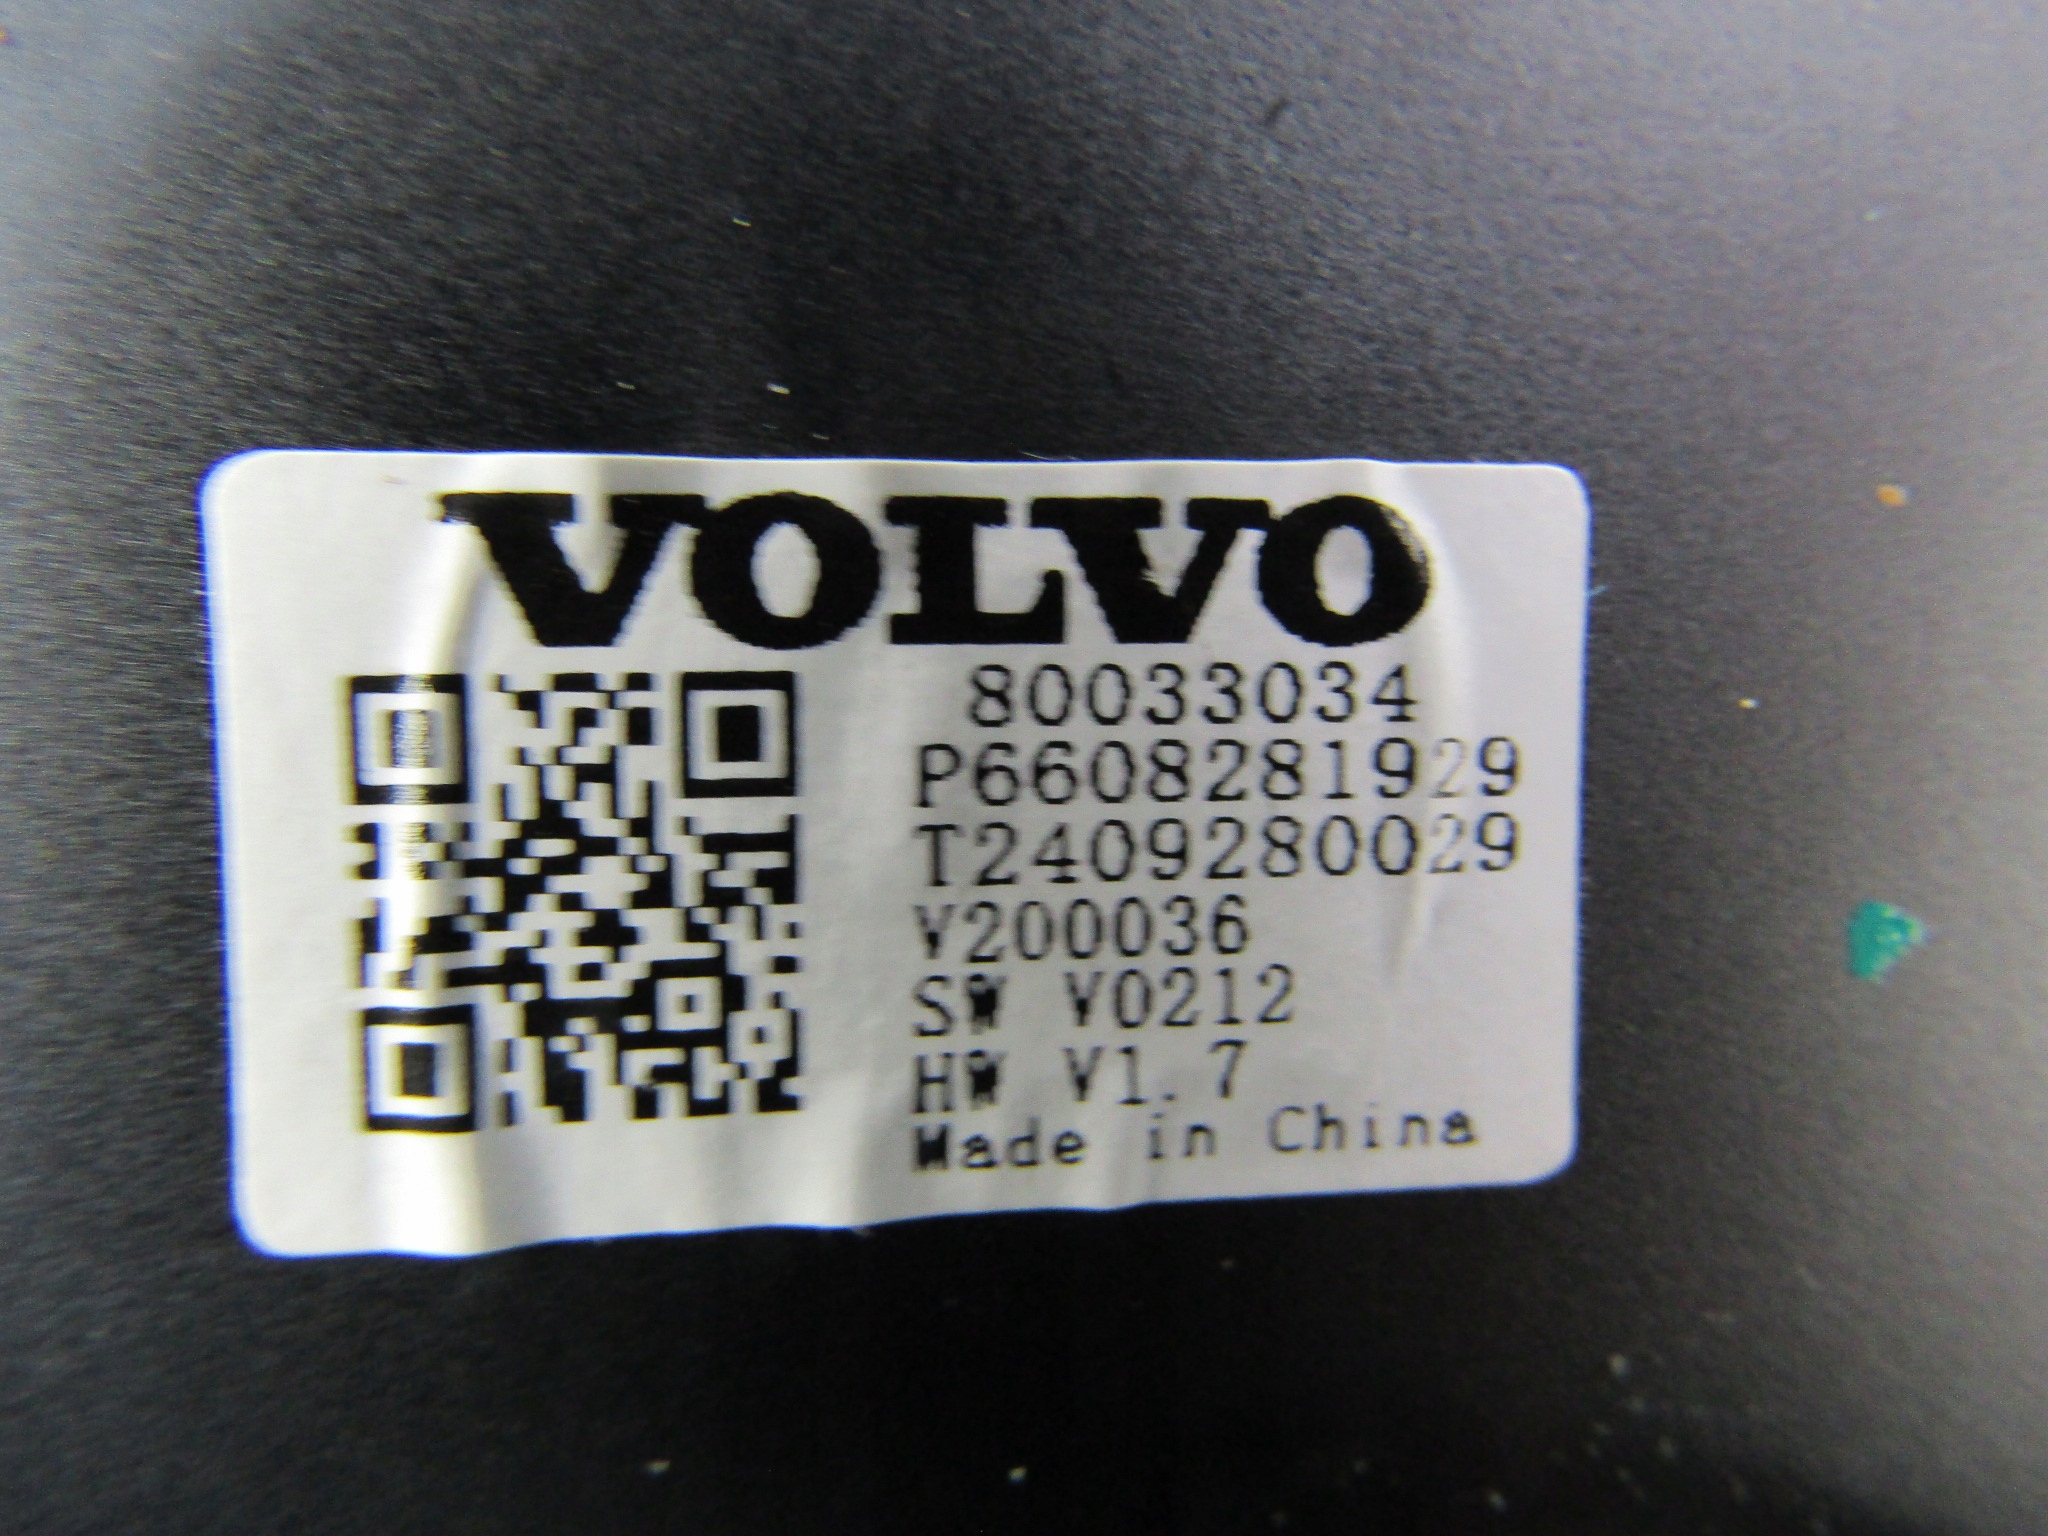 VOLVO
80033034
P6608281929
T2409280029
V200036
SW V0212
HW V1.7
Made in China